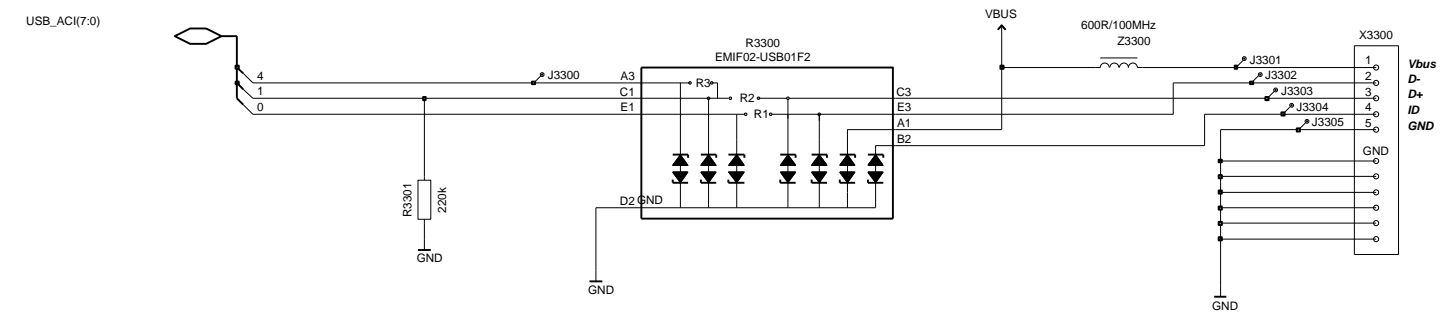 USB_ACI(7:0)
VBUS
600R/100MHz
Z3300
X3300
R3300
EMIF02-USB01F2
4
J3300
A3
R3
J3301
1
Vbus
1
C1
R2
C3
J3302
2
D-
0
E1
R1
E3
J3303
3
D+
A1
J3304
4
ID
B2
J3305
5
GND
GND
R3301
220k
D2
GND
GND
GND
GND